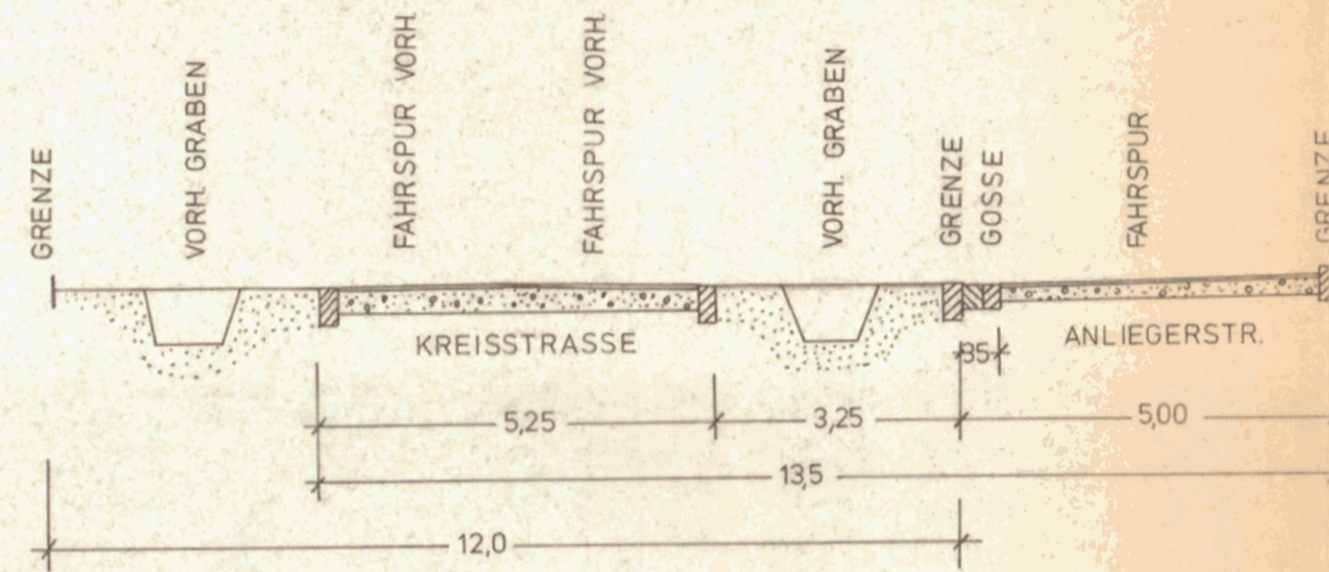 GRENZE
VORH. GRABEN
FAHRSPUR VORH.
FAHRSPUR VORH.
VORH. GRABEN
GRENZE
GOSSE
FAHRSPUR
GRENZE
KREISSTRASSE
ANLIEGERSTR.
35
5,25
3,25
5,00
13,5
12,0